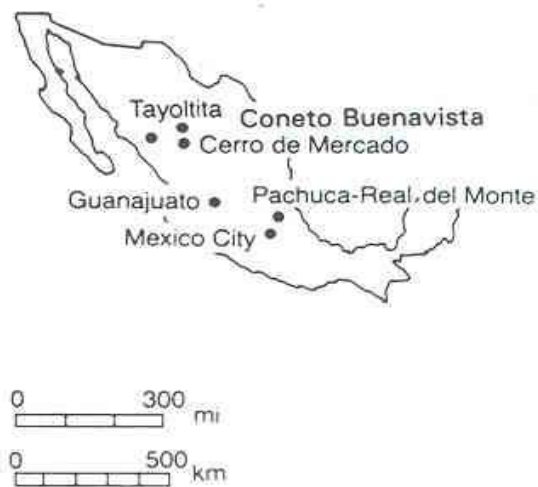 Tayoltita
Coneto Buenavista
Cerro de Mercado
Guanajuato
Pachuca-Real del Monte
Mexico City
0 300 mi
0 500 km